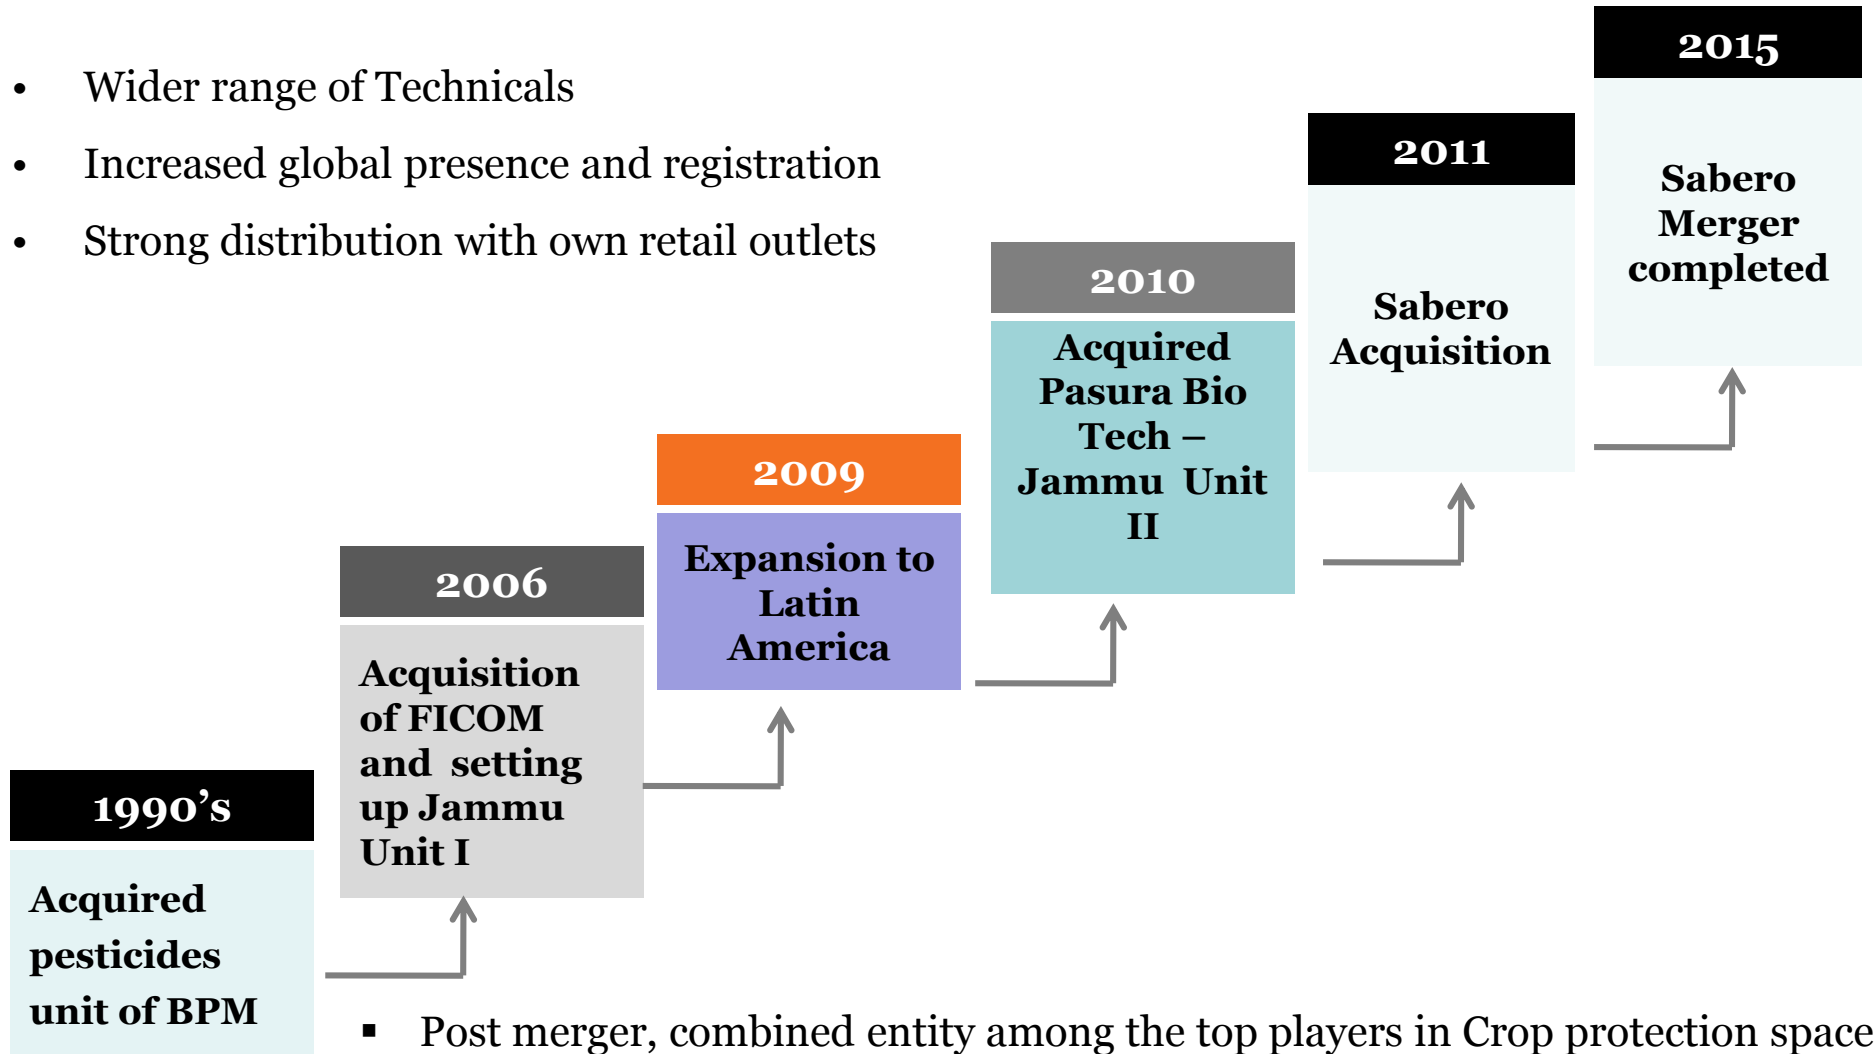 • Wider range of Technicals
• Increased global presence and registration
• Strong distribution with own retail outlets
1990’s
Acquired
pesticides
unit of BPM
2006
Acquisition
of FICOM
and setting
up Jammu
Unit I
2009
Expansion to
Latin
America
2010
Acquired
Pasura Bio
Tech –
Jammu Unit
II
2011
Sabero
Acquisition
2015
Sabero
Merger
completed
▪ Post merger, combined entity among the top players in Crop protection space